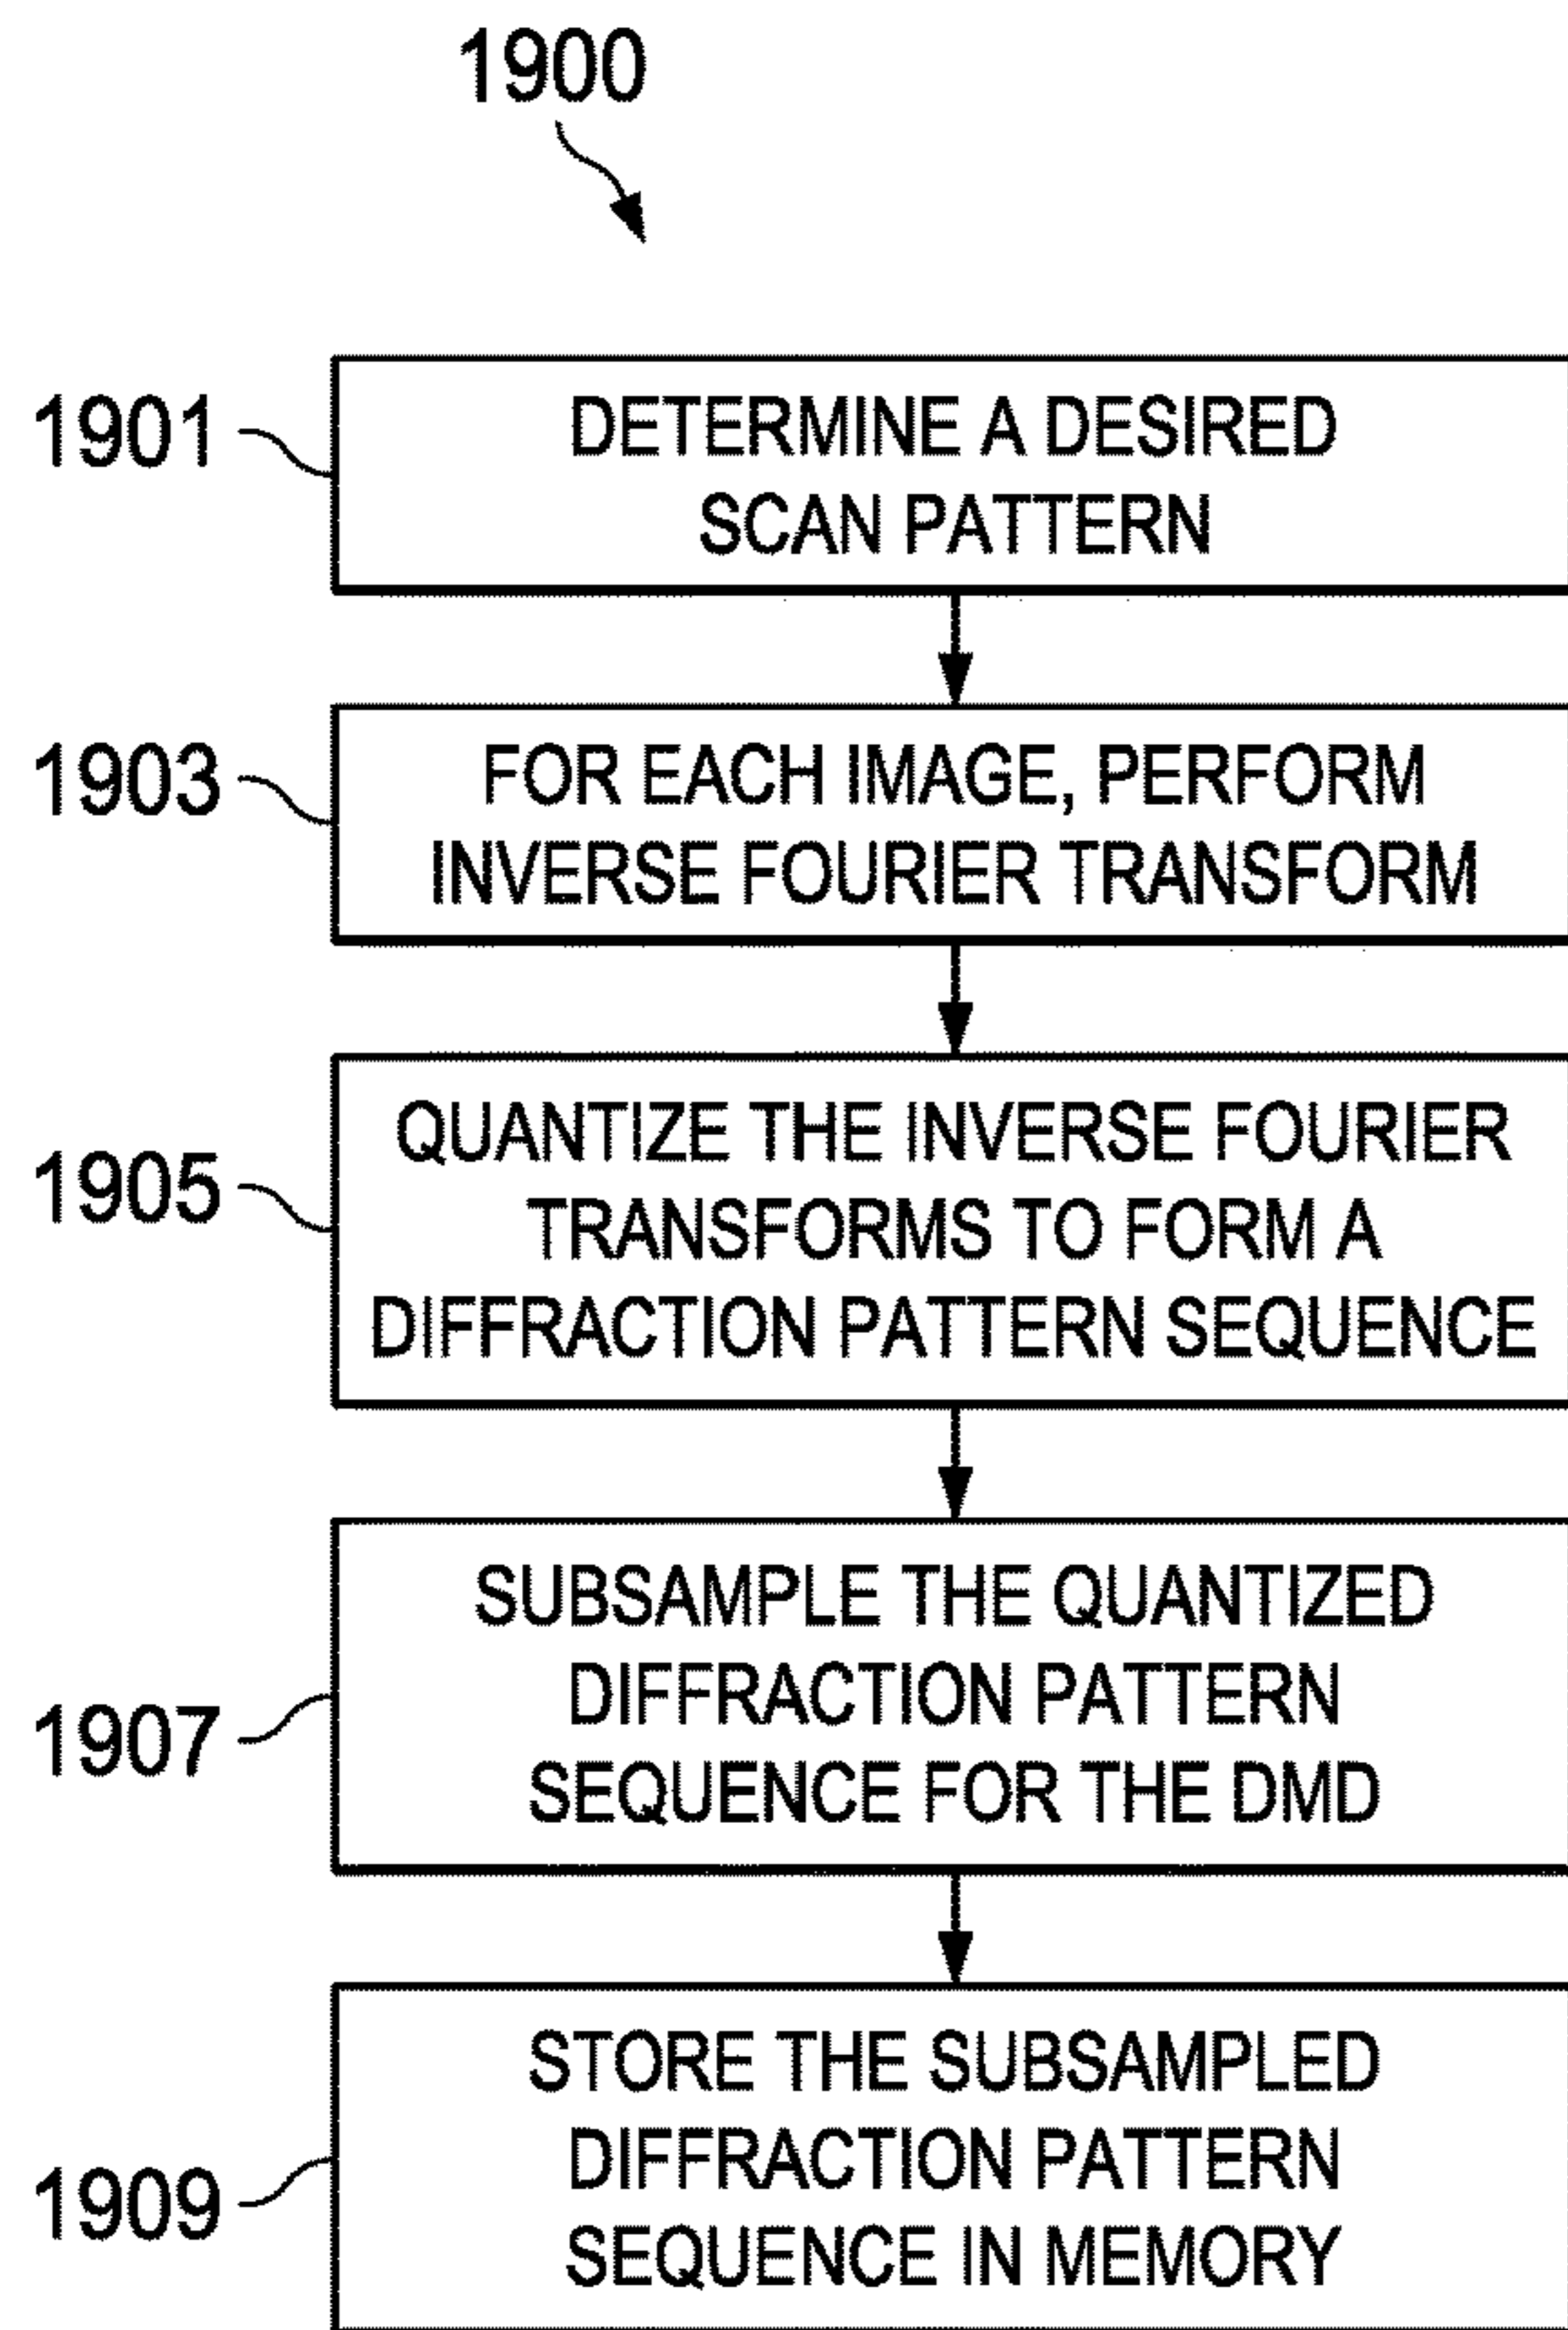 1900
1901
DETERMINE A DESIRED
SCAN PATTERN
1903
FOR EACH IMAGE, PERFORM
INVERSE FOURIER TRANSFORM
1905
QUANTIZE THE INVERSE FOURIER
TRANSFORMS TO FORM A
DIFFRACTION PATTERN SEQUENCE
1907
SUBSAMPLE THE QUANTIZED
DIFFRACTION PATTERN
SEQUENCE FOR THE DMD
1909
STORE THE SUBSAMPLED
DIFFRACTION PATTERN
SEQUENCE IN MEMORY